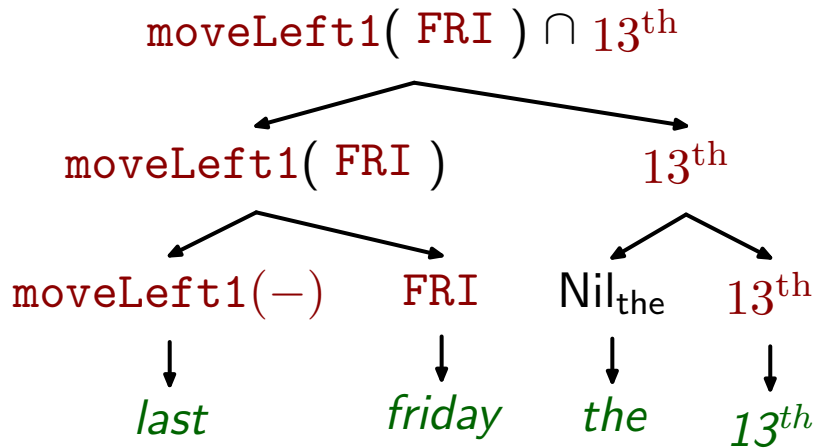 moveLeft1( FRI ) ∩ 13th
moveLeft1( FRI ) 13th
moveLeft1(−) FRI Nilthe 13th
last friday the 13th